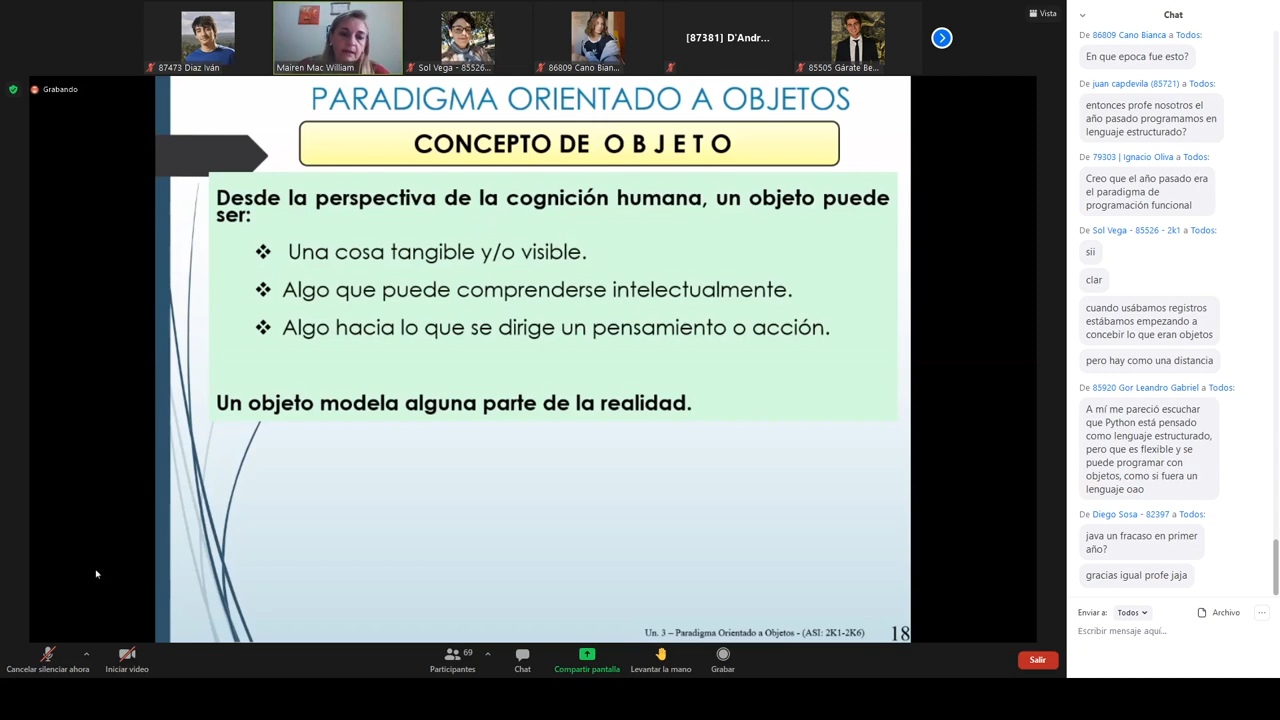 Vista
87473 Diaz Iván
Mairen Mac William
Sol Vega - 85526...
86809 Cano Bian...
[87381] D'Andr...
85505 Gárate Be...
Grabando
PARADIGMA ORIENTADO A OBJETOS
CONCEPTO DE O B J E T O
Desde la perspectiva de la cognición humana, un objeto puede
ser:
❖ Una cosa tangible y/o visible.
❖ Algo que puede comprenderse intelectualmente.
❖ Algo hacia lo que se dirige un pensamiento o acción.
Un objeto modela alguna parte de la realidad.
Un. 3 – Paradigma Orientado a Objetos - (ASI: 2K1-2K6)
18
Cancelar silenciar ahora
Iniciar video
69
Participantes
Chat
Compartir pantalla
Levantar la mano
Grabar
Salir
Chat
De 86809 Cano Bianca a Todos:
En que epoca fue esto?
De juan capdevila (85721) a Todos:
entonces profe nosotros el
año pasado programamos en
lenguaje estructurado?
De 79303 | Ignacio Oliva a Todos:
Creo que el año pasado era
el paradigma de
programación funcional
De Sol Vega - 85526 - 2k1 a Todos:
sii
clar
cuando usábamos registros
estábamos empezando a
concebir lo que eran objetos
pero hay como una distancia
De 85920 Gor Leandro Gabriel a Todos:
A mí me pareció escuchar
que Python está pensado
como lenguaje estructurado,
pero que es flexible y se
puede programar con
objetos, como si fuera un
lenguaje oao
De Diego Sosa - 82397 a Todos:
java un fracaso en primer
año?
gracias igual profe jaja
Enviar a: Todos
Archivo
...
Escribir mensaje aquí...